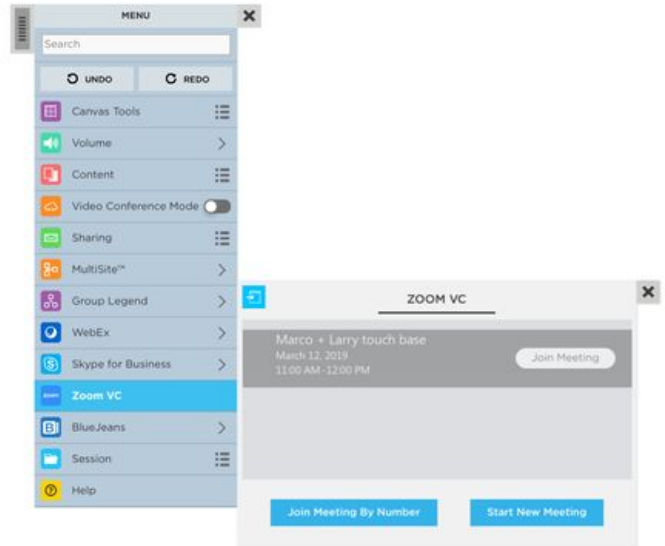 MENU
Search
UNDO REDO
Canvas Tools
Volume
Content
Video Conference Mode
Sharing
MultiSite™
Group Legend
WebEx
Skype for Business
zoom Zoom VC
BlueJeans
Session
Help
ZOOM VC
Marco + Larry touch base
March 12, 2019
11:00 AM-12:00 PM
Join Meeting
Join Meeting By Number
Start New Meeting